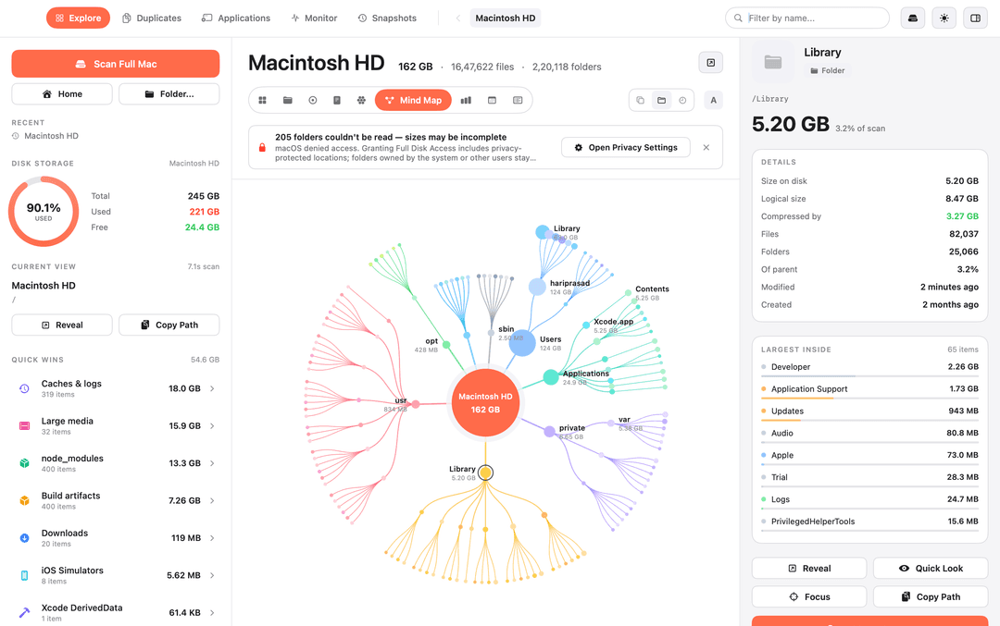 Explore
Duplicates
Applications
Monitor
Snapshots
Macintosh HD
Filter by name...
Scan Full Mac
Home
Folder...
RECENT
Macintosh HD
DISK STORAGE
Macintosh HD
90.1%
USED
Total 245 GB
Used 221 GB
Free 24.4 GB
CURRENT VIEW
7.1s scan
Macintosh HD
/
Reveal
Copy Path
QUICK WINS
54.6 GB
Caches & logs
319 items
18.0 GB
Large media
32 items
15.9 GB
node_modules
400 items
13.3 GB
Build artifacts
400 items
7.26 GB
Downloads
20 items
119 MB
iOS Simulators
8 items
5.62 MB
Xcode DerivedData
1 item
61.4 KB
Macintosh HD
162 GB · 16,47,622 files · 2,20,118 folders
Mind Map
A
205 folders couldn't be read — sizes may be incomplete
macOS denied access. Granting Full Disk Access includes privacy-
protected locations; folders owned by the system or other users stay…
Open Privacy Settings
Library
hariprasad
124 GB
Contents
5.25 GB
Xcode.app
5.25 GB
sbin
2.50 MB
Users
124 GB
opt
428 MB
Applications
24.9 GB
Macintosh HD
162 GB
usr
834 MB
private
var
Library
5.20 GB
Library
Folder
/Library
5.20 GB
3.2% of scan
DETAILS
Size on disk 5.20 GB
Logical size 8.47 GB
Compressed by 3.27 GB
Files 82,037
Folders 25,066
Of parent 3.2%
Modified 2 minutes ago
Created 2 months ago
LARGEST INSIDE
65 items
Developer 2.26 GB
Application Support 1.73 GB
Updates 943 MB
Audio 80.8 MB
Apple 73.0 MB
Trial 28.3 MB
Logs 24.7 MB
PrivilegedHelperTools 15.6 MB
Reveal
Quick Look
Focus
Copy Path